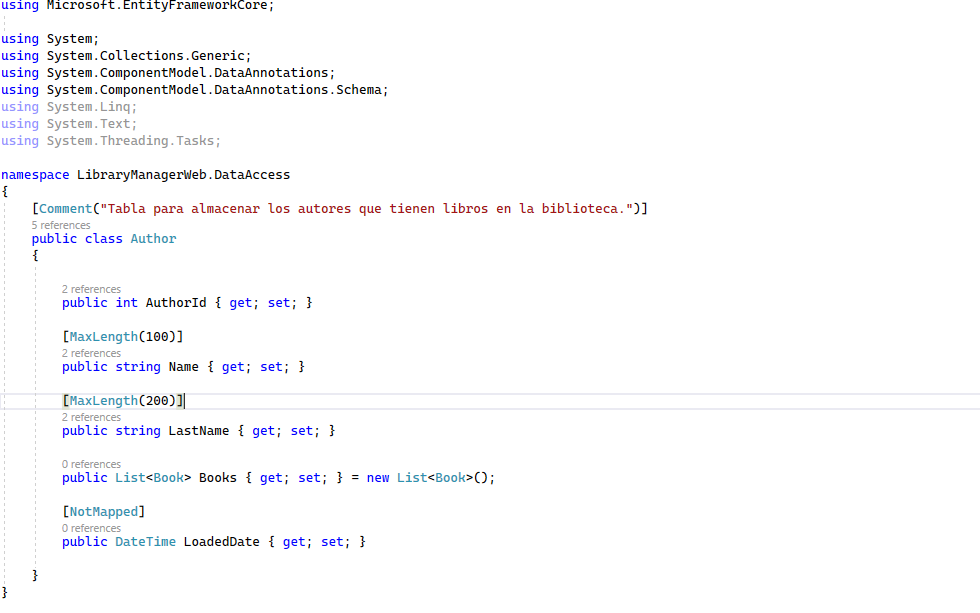 using Microsoft.EntityFrameworkCore;
using System;
using System.Collections.Generic;
using System.ComponentModel.DataAnnotations;
using System.ComponentModel.DataAnnotations.Schema;
using System.Linq;
using System.Text;
using System.Threading.Tasks;
namespace LibraryManagerWeb.DataAccess
{
[Comment("Tabla para almacenar los autores que tienen libros en la biblioteca.")]
5 references
public class Author
{
2 references
public int AuthorId { get; set; }
[MaxLength(100)]
2 references
public string Name { get; set; }
[MaxLength(200)]
2 references
public string LastName { get; set; }
0 references
public List<Book> Books { get; set; } = new List<Book>();
[NotMapped]
0 references
public DateTime LoadedDate { get; set; }
}
}